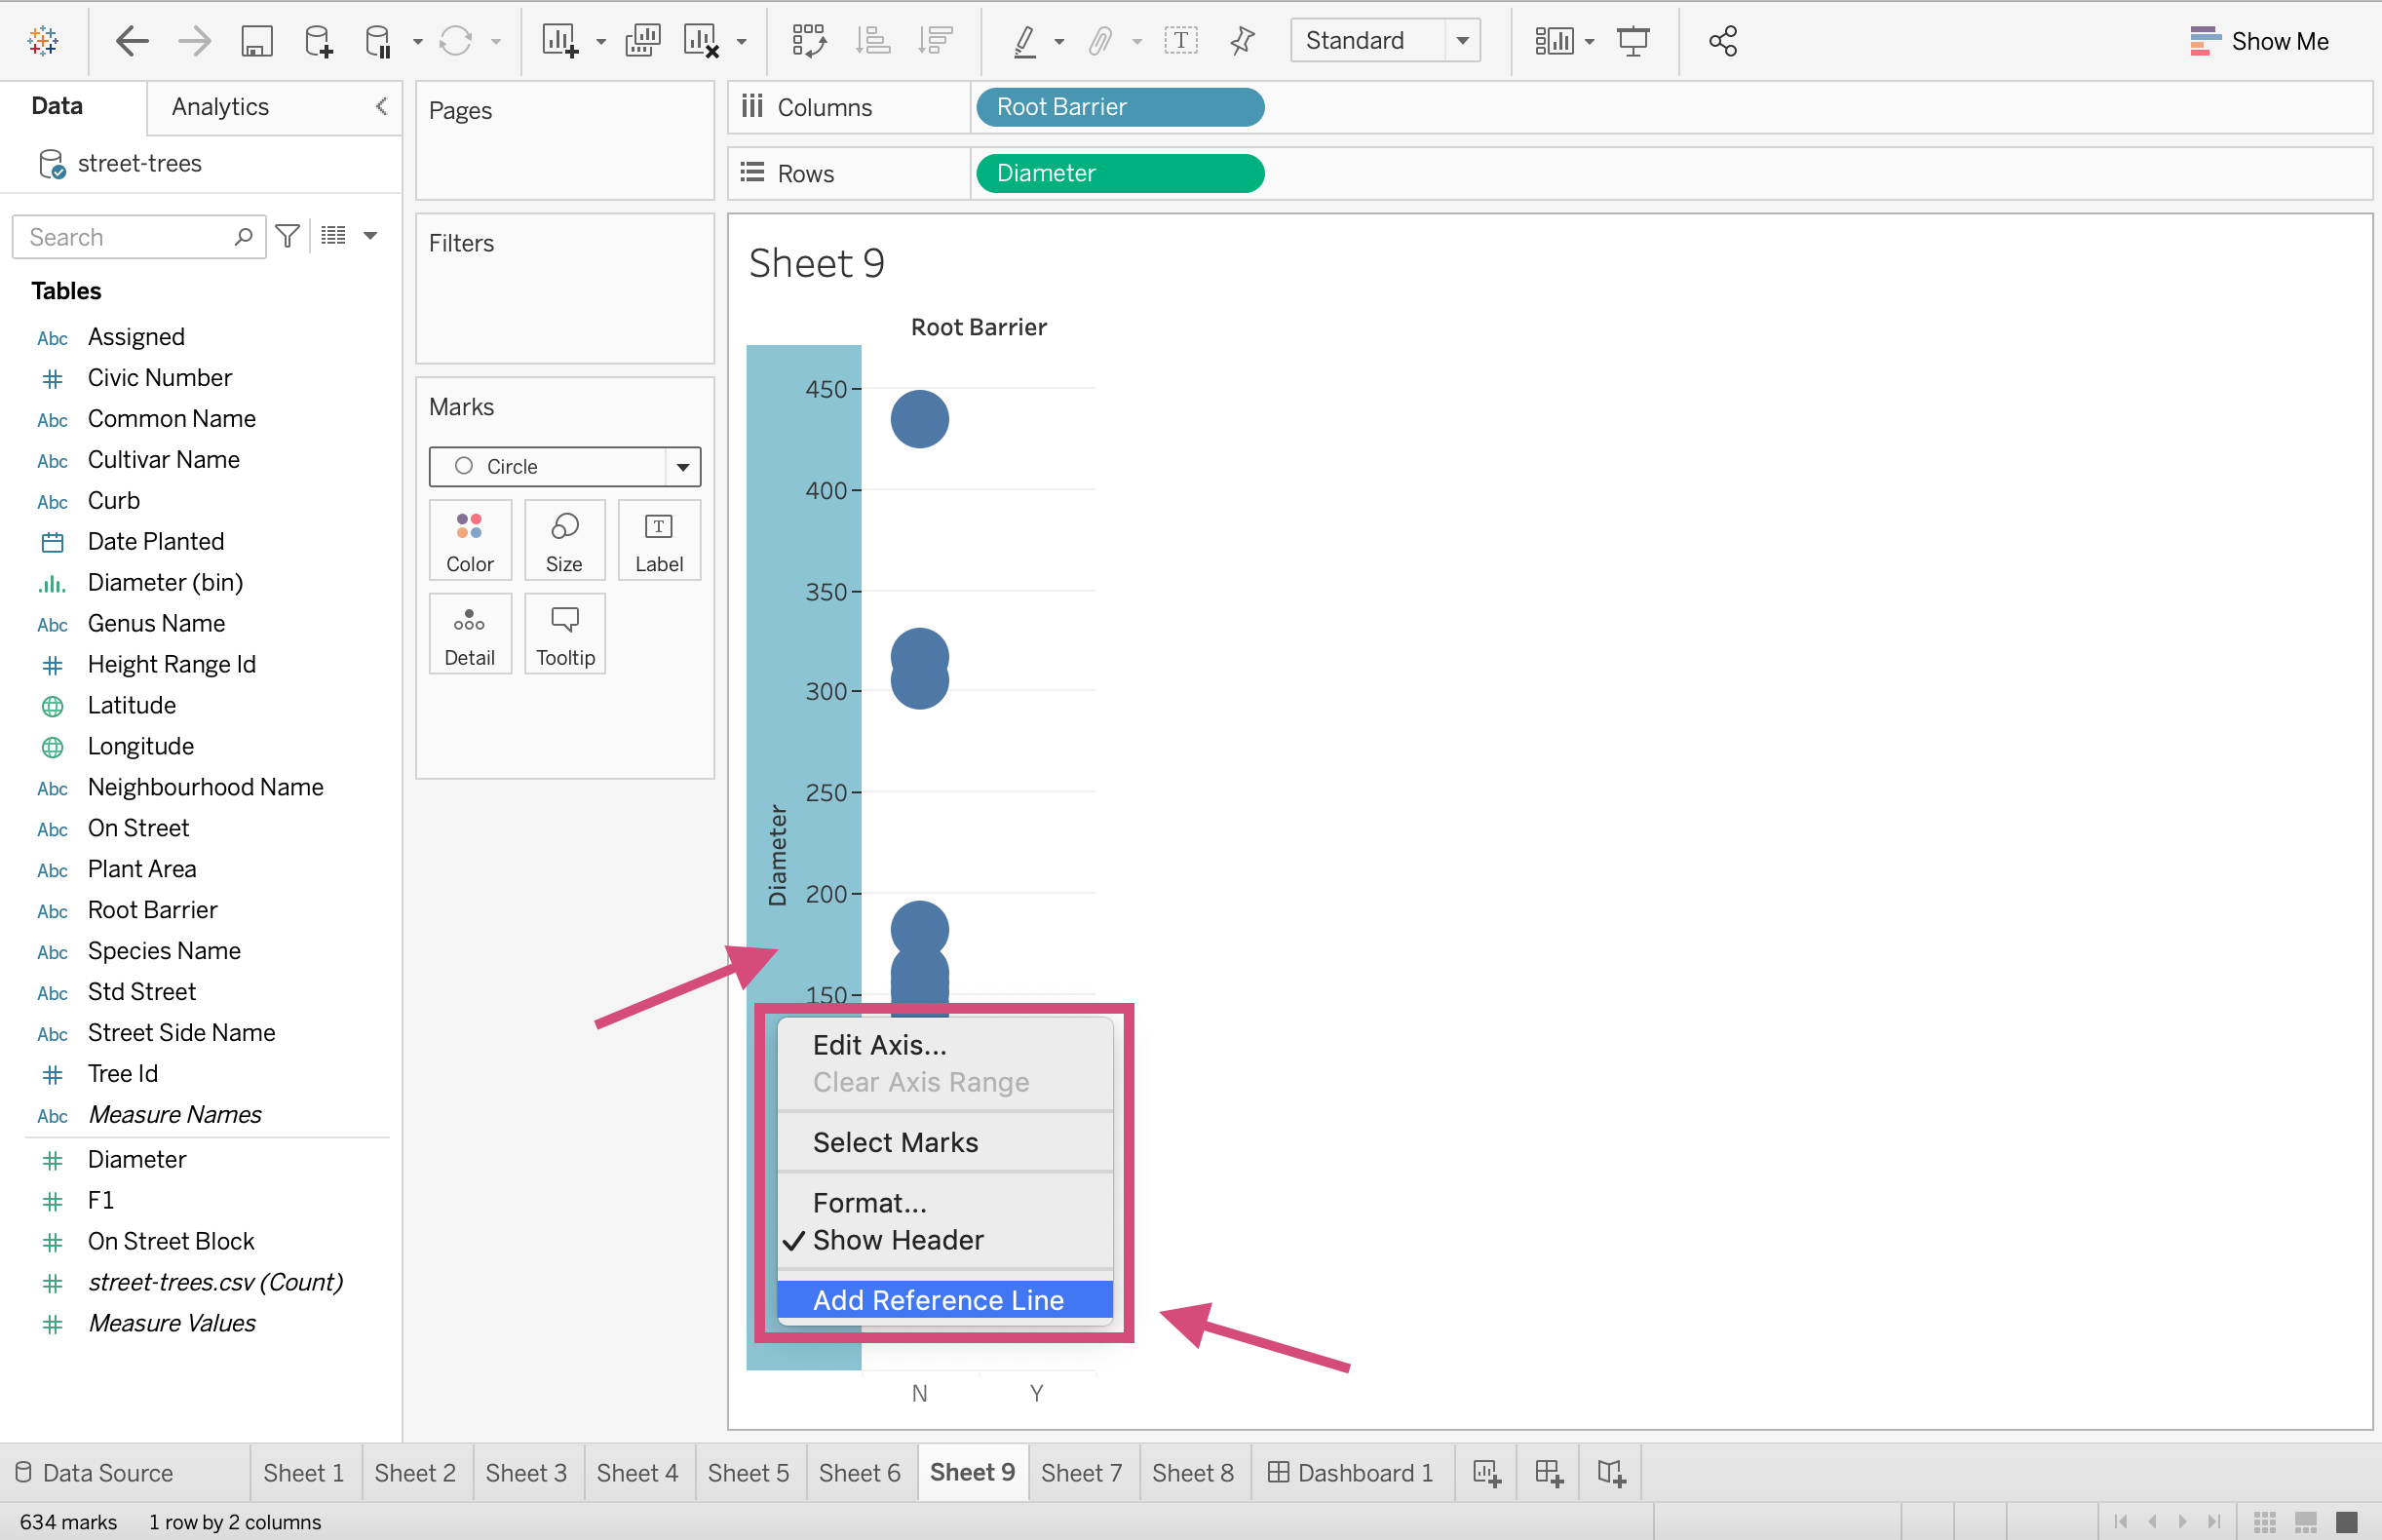 Standard
Show Me
Data
Analytics
street-trees
Search
Tables
Abc Assigned
Civic Number
Abc Common Name
Abc Cultivar Name
Abc Curb
Date Planted
Diameter (bin)
Abc Genus Name
Height Range Id
Latitude
Longitude
Abc Neighbourhood Name
Abc On Street
Abc Plant Area
Abc Root Barrier
Abc Species Name
Abc Std Street
Abc Street Side Name
Tree Id
Abc Measure Names
Diameter
F1
On Street Block
street-trees.csv (Count)
Measure Values
Pages
Filters
Marks
Circle
Color
Size
T
Label
Detail
Tooltip
Columns
Root Barrier
Rows
Diameter
Sheet 9
Root Barrier
Diameter
450
400
350
300
250
200
150
Edit Axis...
Clear Axis Range
Select Marks
Format...
Show Header
Add Reference Line
N
Y
Data Source
Sheet 1
Sheet 2
Sheet 3
Sheet 4
Sheet 5
Sheet 6
Sheet 9
Sheet 7
Sheet 8
Dashboard 1
634 marks
1 row by 2 columns